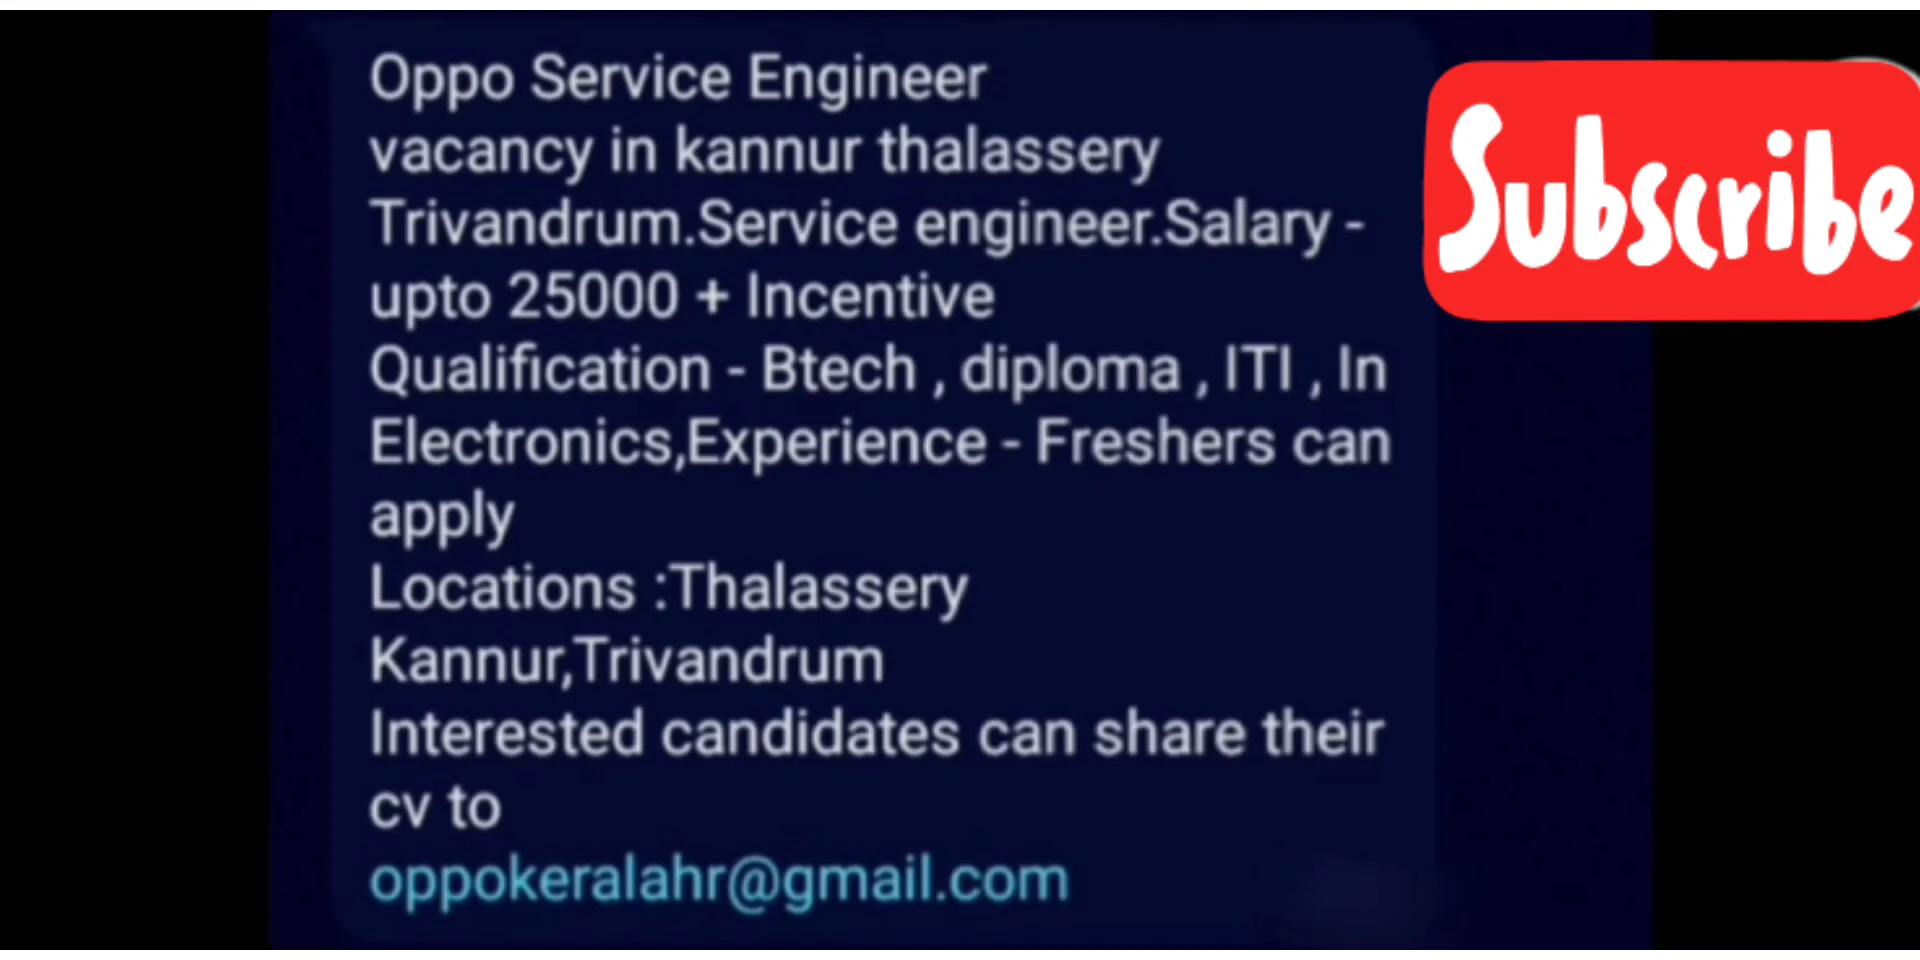 Oppo Service Engineer
vacancy in kannur thalassery
Trivandrum.Service engineer.Salary -
upto 25000 + Incentive
Qualification - Btech , diploma , ITI , In
Electronics,Experience - Freshers can
apply
Locations :Thalassery
Kannur,Trivandrum
Interested candidates can share their
cv to
oppokeralahr@gmail.com
Subscribe